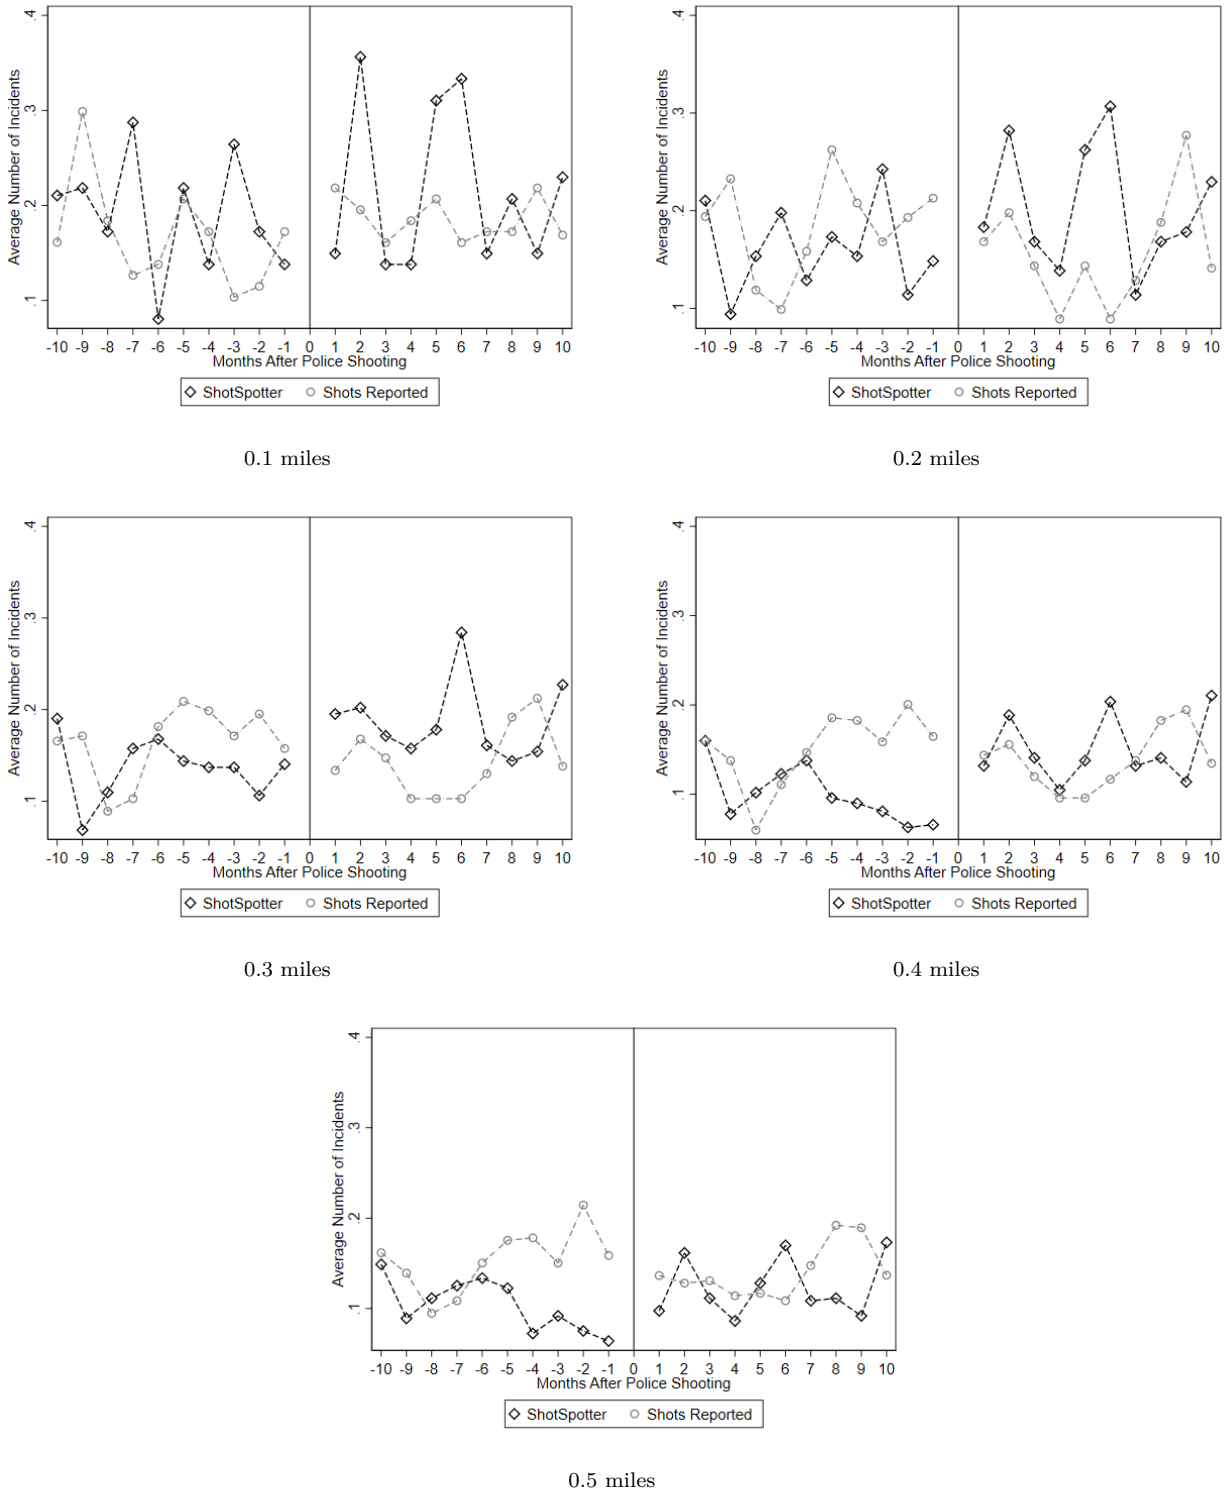 Average Number of Incidents
.4
.3
.2
.1
-10 -9 -8 -7 -6 -5 -4 -3 -2 -1 0 1 2 3 4 5 6 7 8 9 10
Months After Police Shooting
ShotSpotter Shots Reported
0.1 miles
Average Number of Incidents
.4
.3
.2
.1
-10 -9 -8 -7 -6 -5 -4 -3 -2 -1 0 1 2 3 4 5 6 7 8 9 10
Months After Police Shooting
ShotSpotter Shots Reported
0.2 miles
Average Number of Incidents
.4
.3
.2
.1
-10 -9 -8 -7 -6 -5 -4 -3 -2 -1 0 1 2 3 4 5 6 7 8 9 10
Months After Police Shooting
ShotSpotter Shots Reported
0.3 miles
Average Number of Incidents
.4
.3
.2
.1
-10 -9 -8 -7 -6 -5 -4 -3 -2 -1 0 1 2 3 4 5 6 7 8 9 10
Months After Police Shooting
ShotSpotter Shots Reported
0.4 miles
Average Number of Incidents
.4
.3
.2
.1
-10 -9 -8 -7 -6 -5 -4 -3 -2 -1 0 1 2 3 4 5 6 7 8 9 10
Months After Police Shooting
ShotSpotter Shots Reported
0.5 miles